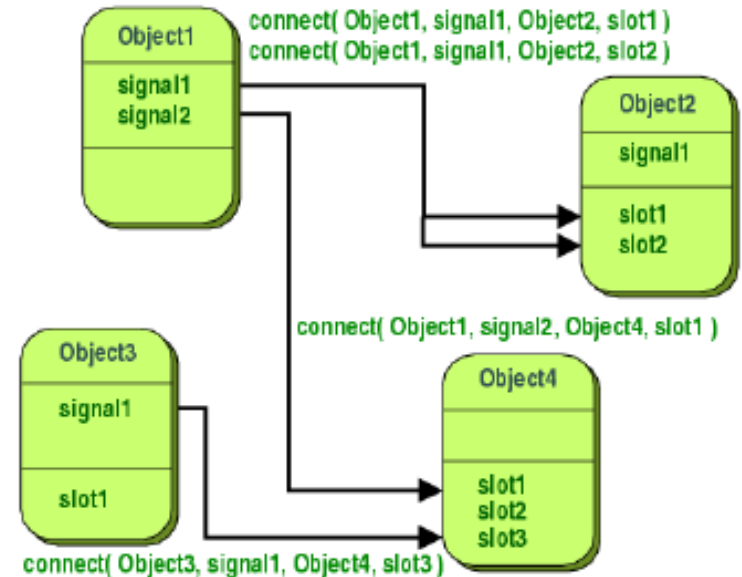 connect( Object1, signal1, Object2, slot1 )
connect( Object1, signal1, Object2, slot2 )
Object1
signal1
signal2
Object2
signal1
slot1
slot2
connect( Object1, signal2, Object4, slot1 )
Object3
signal1
slot1
Object4
slot1
slot2
slot3
connect( Object3, signal1, Object4, slot3 )